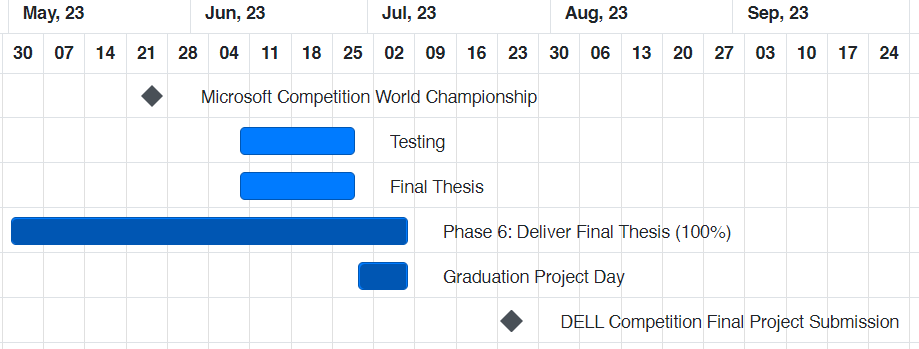 May, 23 Jun, 23 Jul, 23 Aug, 23 Sep, 23
30 07 14 21 28 04 11 18 25 02 09 16 23 30 06 13 20 27 03 10 17 24
Microsoft Competition World Championship
Testing
Final Thesis
Phase 6: Deliver Final Thesis (100%)
Graduation Project Day
DELL Competition Final Project Submission